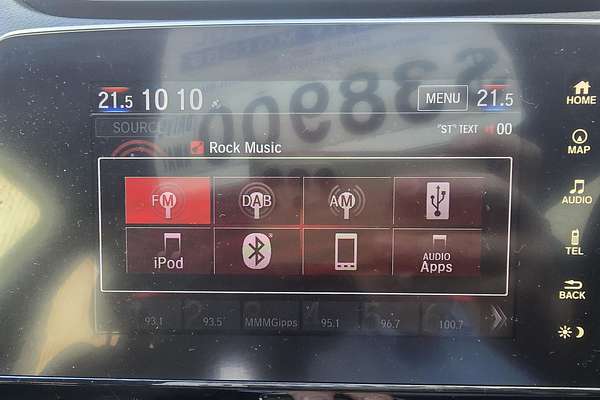 21.5 10 10 MENU 21.5
HOME
SOURCE
"ST" TEXT 00
MAP
Rock Music
FM DAB AM
AUDIO
iPod AUDIO Apps
TEL
BACK
93.1 93.5 MMMGipps 95.1 96.7 100.7